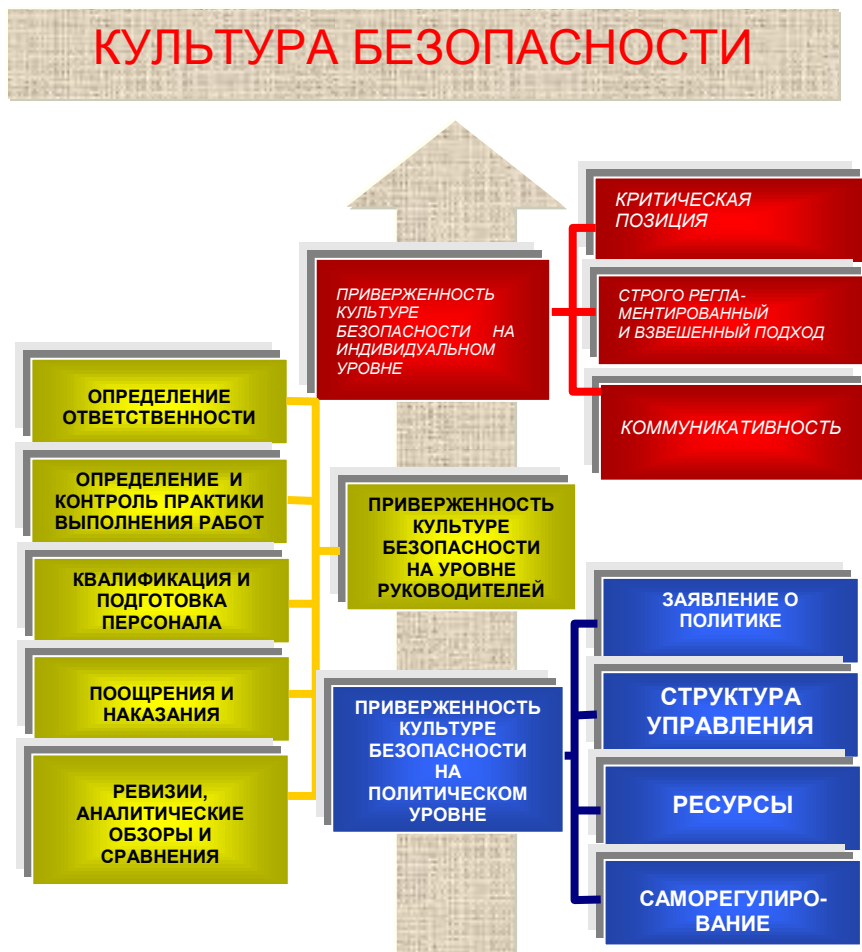 КУЛЬТУРА БЕЗОПАСНОСТИ
КРИТИЧЕСКАЯ
ПОЗИЦИЯ
ПРИВЕРЖЕННОСТЬ
КУЛЬТУРЕ
БЕЗОПАСНОСТИ НА
ИНДИВИДУАЛЬНОМ
УРОВНЕ
СТРОГО РЕГЛА-
МЕНТИРОВАННЫЙ
И ВЗВЕШЕННЫЙ ПОДХОД
КОММУНИКАТИВНОСТЬ
ОПРЕДЕЛЕНИЕ
ОТВЕТСТВЕННОСТИ
ОПРЕДЕЛЕНИЕ И
КОНТРОЛЬ ПРАКТИКИ
ВЫПОЛНЕНИЯ РАБОТ
КВАЛИФИКАЦИЯ И
ПОДГОТОВКА
ПЕРСОНАЛА
ПООЩРЕНИЯ И
НАКАЗАНИЯ
РЕВИЗИИ,
АНАЛИТИЧЕСКИЕ
ОБЗОРЫ И
СРАВНЕНИЯ
ПРИВЕРЖЕННОСТЬ
КУЛЬТУРЕ
БЕЗОПАСНОСТИ
НА УРОВНЕ
РУКОВОДИТЕЛЕЙ
ПРИВЕРЖЕННОСТЬ
КУЛЬТУРЕ
БЕЗОПАСНОСТИ
НА
ПОЛИТИЧЕСКОМ
УРОВНЕ
ЗАЯВЛЕНИЕ О
ПОЛИТИКЕ
СТРУКТУРА
УПРАВЛЕНИЯ
РЕСУРСЫ
САМОРЕГУЛИРО-
ВАНИЕ